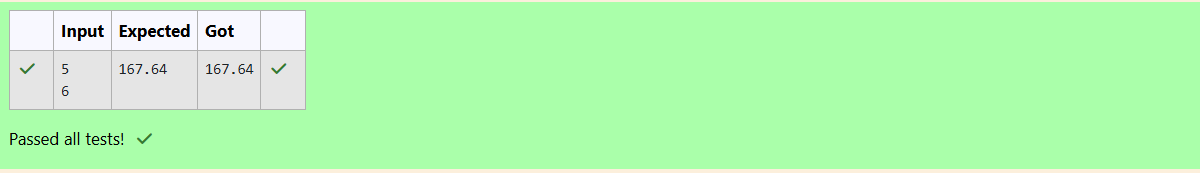 Input Expected Got
5 167.64 167.64
6
Passed all tests!